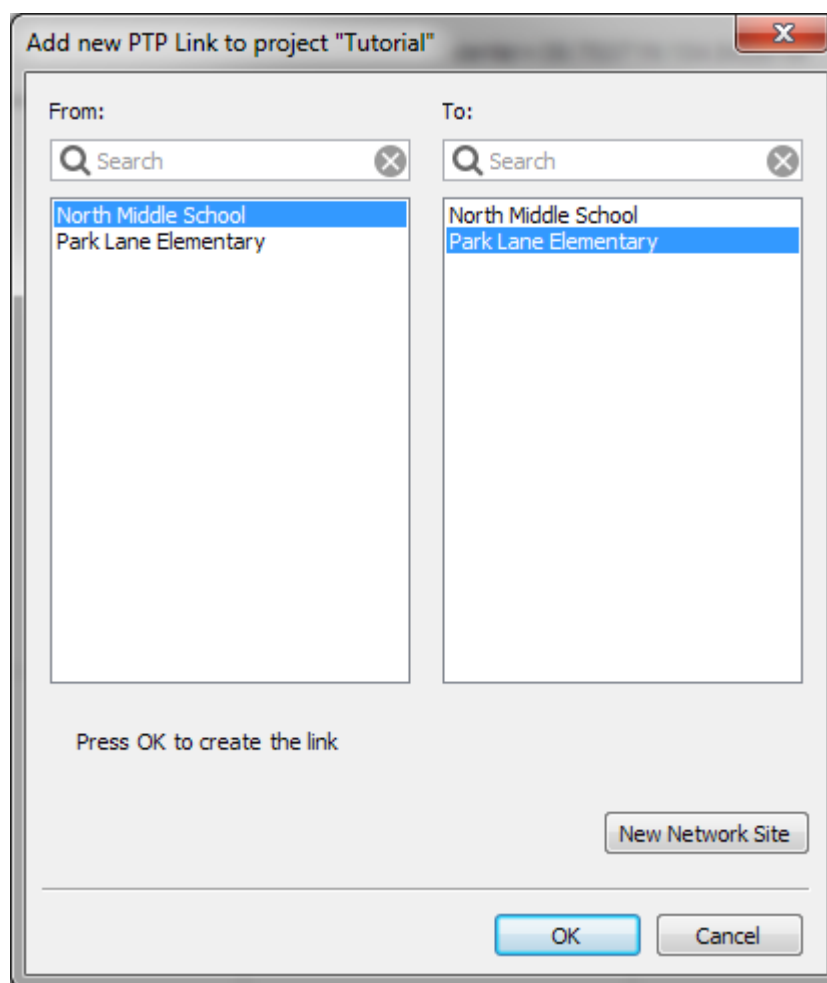 Add new PTP Link to project "Tutorial"
From:
To:
Search
Search
North Middle School
Park Lane Elementary
North Middle School
Park Lane Elementary
Press OK to create the link
New Network Site
OK
Cancel